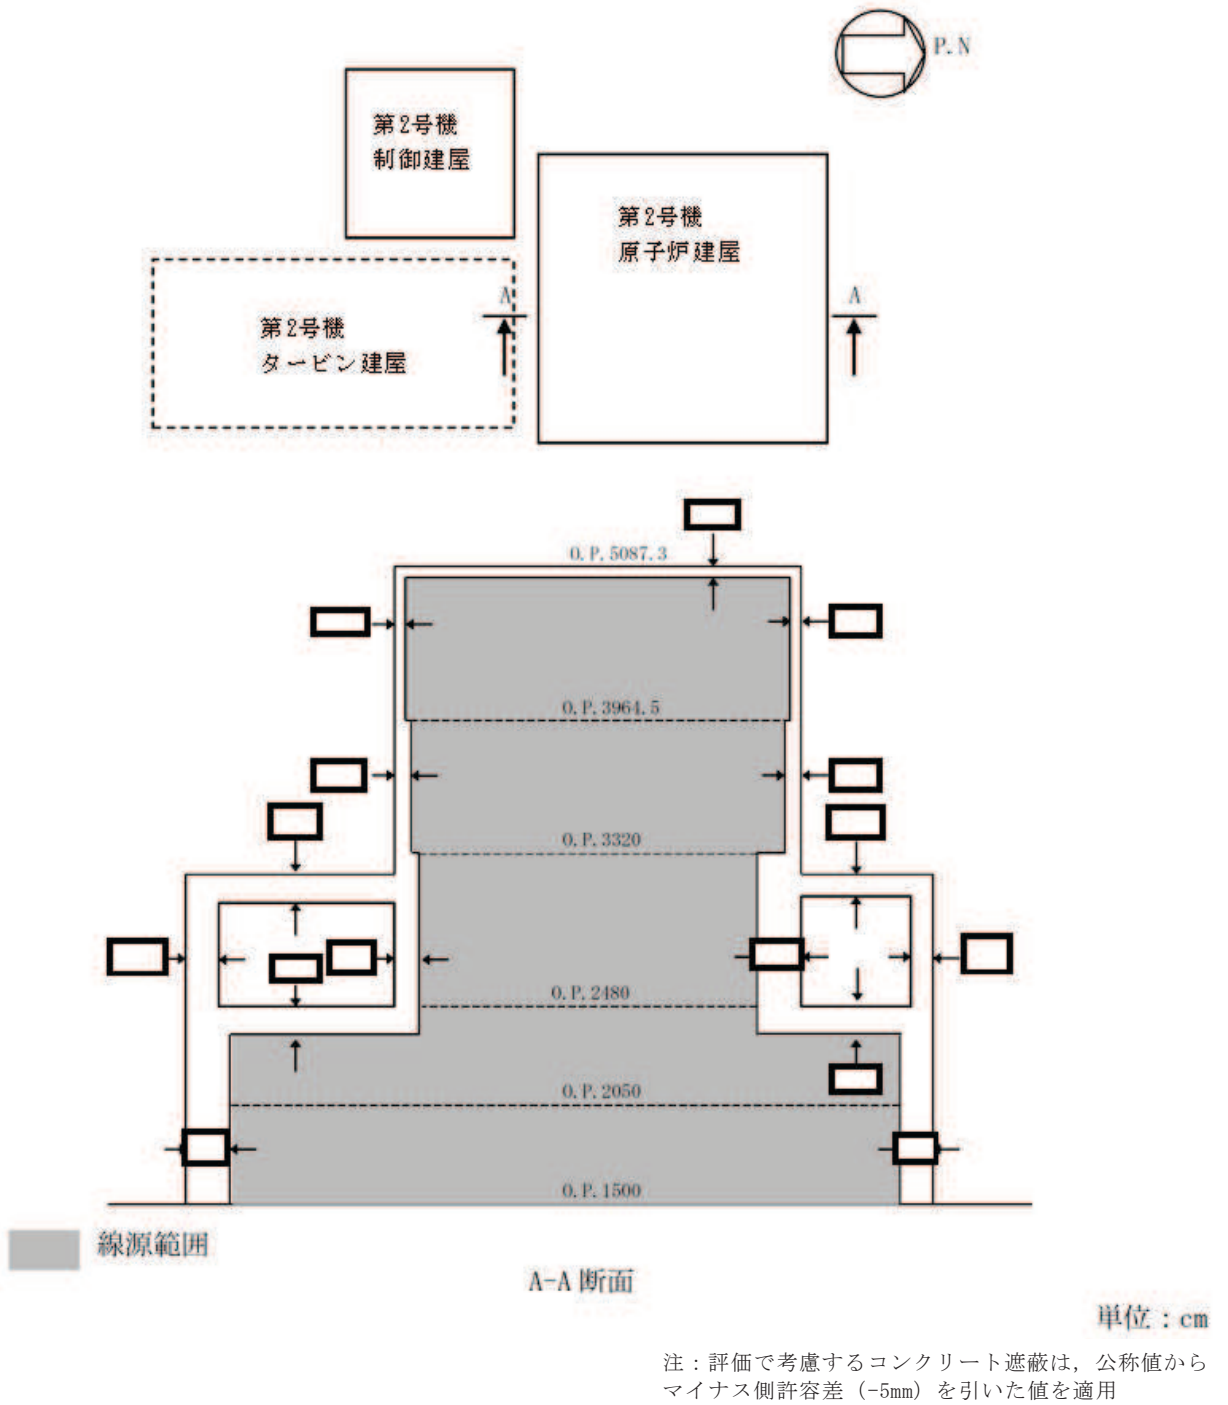 P.N
第2号機
制御建屋
第2号機
原子炉建屋
A
A
第2号機
タービン建屋
O.P.5087.3
O.P.3964.5
O.P.3320
O.P.2480
O.P.2050
O.P.1500
線源範囲
A-A 断面
単位：cm
注：評価で考慮するコンクリート遮蔽は，公称値から
マイナス側許容差（-5mm）を引いた値を適用